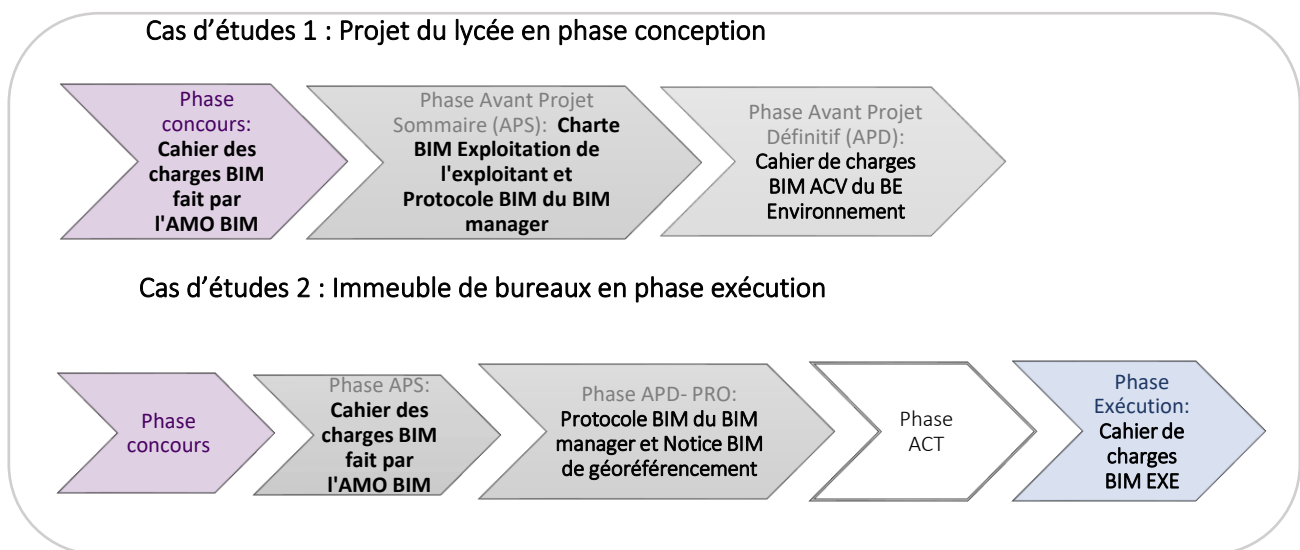 Cas d'études 1 : Projet du lycée en phase conception
Phase
concours:
Cahier des
charges BIM
fait par
l'AMO BIM
Phase Avant Projet
Sommaire (APS): Charte
BIM Exploitation de
l'exploitant et
Protocole BIM du BIM
manager
Phase Avant Projet
Définitif (APD):
Cahier de charges
BIM ACV du BE
Environnement
Cas d'études 2 : Immeuble de bureaux en phase exécution
Phase
concours
Phase APS:
Cahier des
charges BIM
fait par
l'AMO BIM
Phase APD- PRO:
Protocole BIM du BIM
manager et Notice BIM
de géoréférencement
Phase
ACT
Phase
Exécution:
Cahier de
charges
BIM EXE